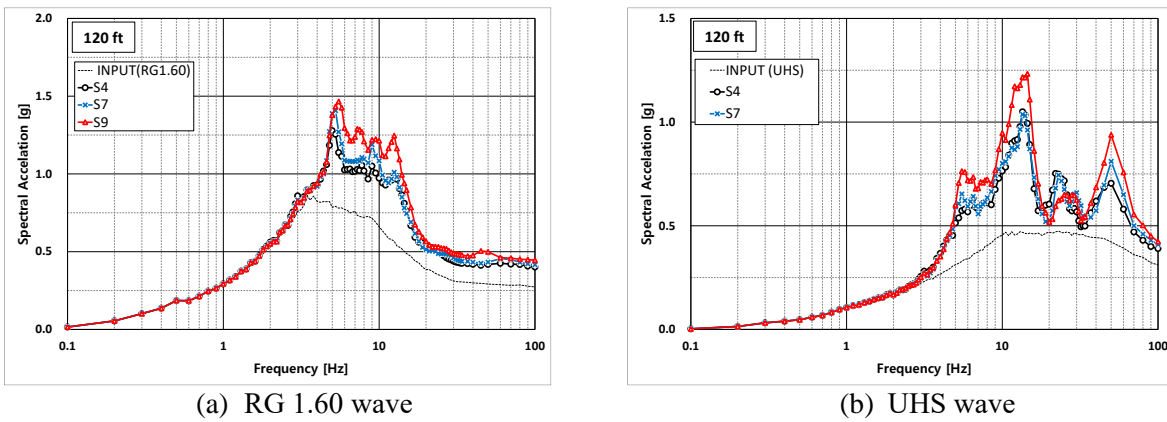 120 ft
INPUT(RG1.60)
S4
S7
S9
2.0
1.5
1.0
0.5
0.0
0.1
1
10
100
Spectral Accelation [g]
Frequency [Hz]
(a) RG 1.60 wave
120 ft
INPUT (UHS)
S4
S7
1.5
1.0
0.5
0.0
0.1
1
10
100
Spectral Accelation [g]
Frequency [Hz]
(b) UHS wave